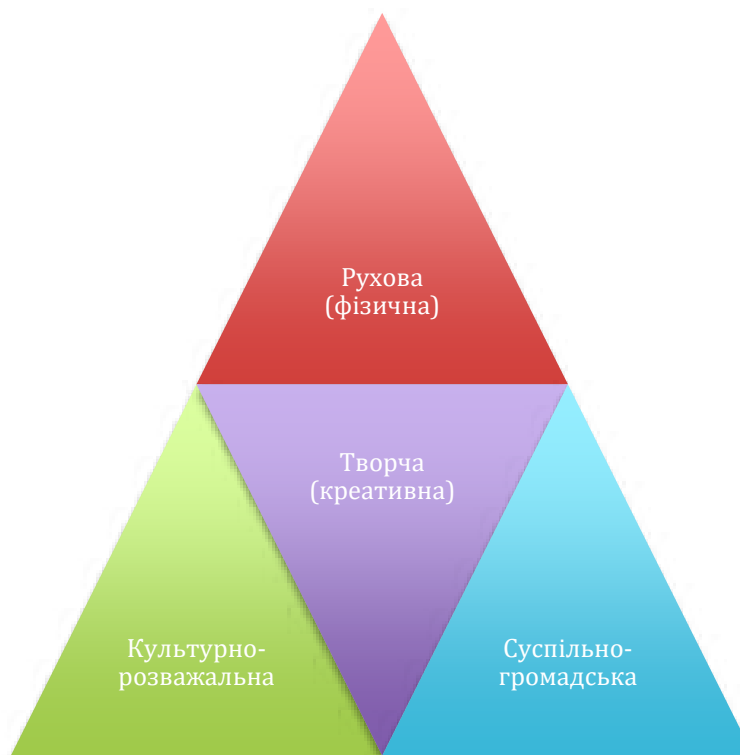 Рухова
(фізична)
Творча
(креативна)
Культурно-
розважальна
Суспільно-
громадська